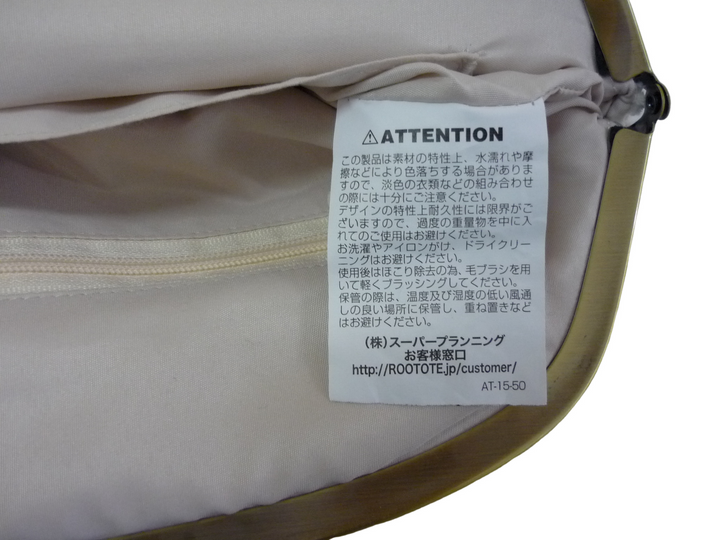 ⚠ATTENTION
この製品は素材の特性上、水濡れや摩
擦などにより色落ちする場合がありま
すので、淡色の衣類などの組み合わせ
の際には十分にご注意ください。
デザインの特性上耐久性には限界がご
ざいますので、過度の重量物を中に入
れてのご使用はお避けください。
お洗濯やアイロンがけ、ドライクリー
ニングはお避けください。
使用後はほこり除去の為、毛ブラシを用
いて軽くブラッシングしてください。
保管の際は、温度及び湿度の低い風通
しの良い場所に保管し、重ね置きなど
はお避けください。
(株)スーパープランニング
お客様窓口
http://ROOTOTE.jp/customer/
AT-15-50